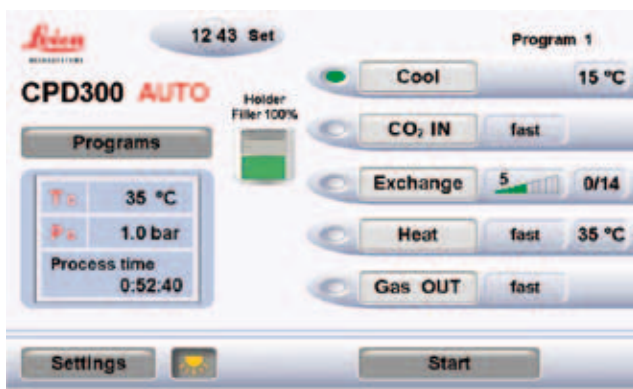 Leica
12 43 Set
Program 1
CPD300 AUTO
Holder
Filler 100%
Programs
35 °C
1.0 bar
Process time
0:52:40
Cool 15 °C
CO₂ IN fast
Exchange 5 0/14
Heat fast 35 °C
Gas OUT fast
Settings
Start